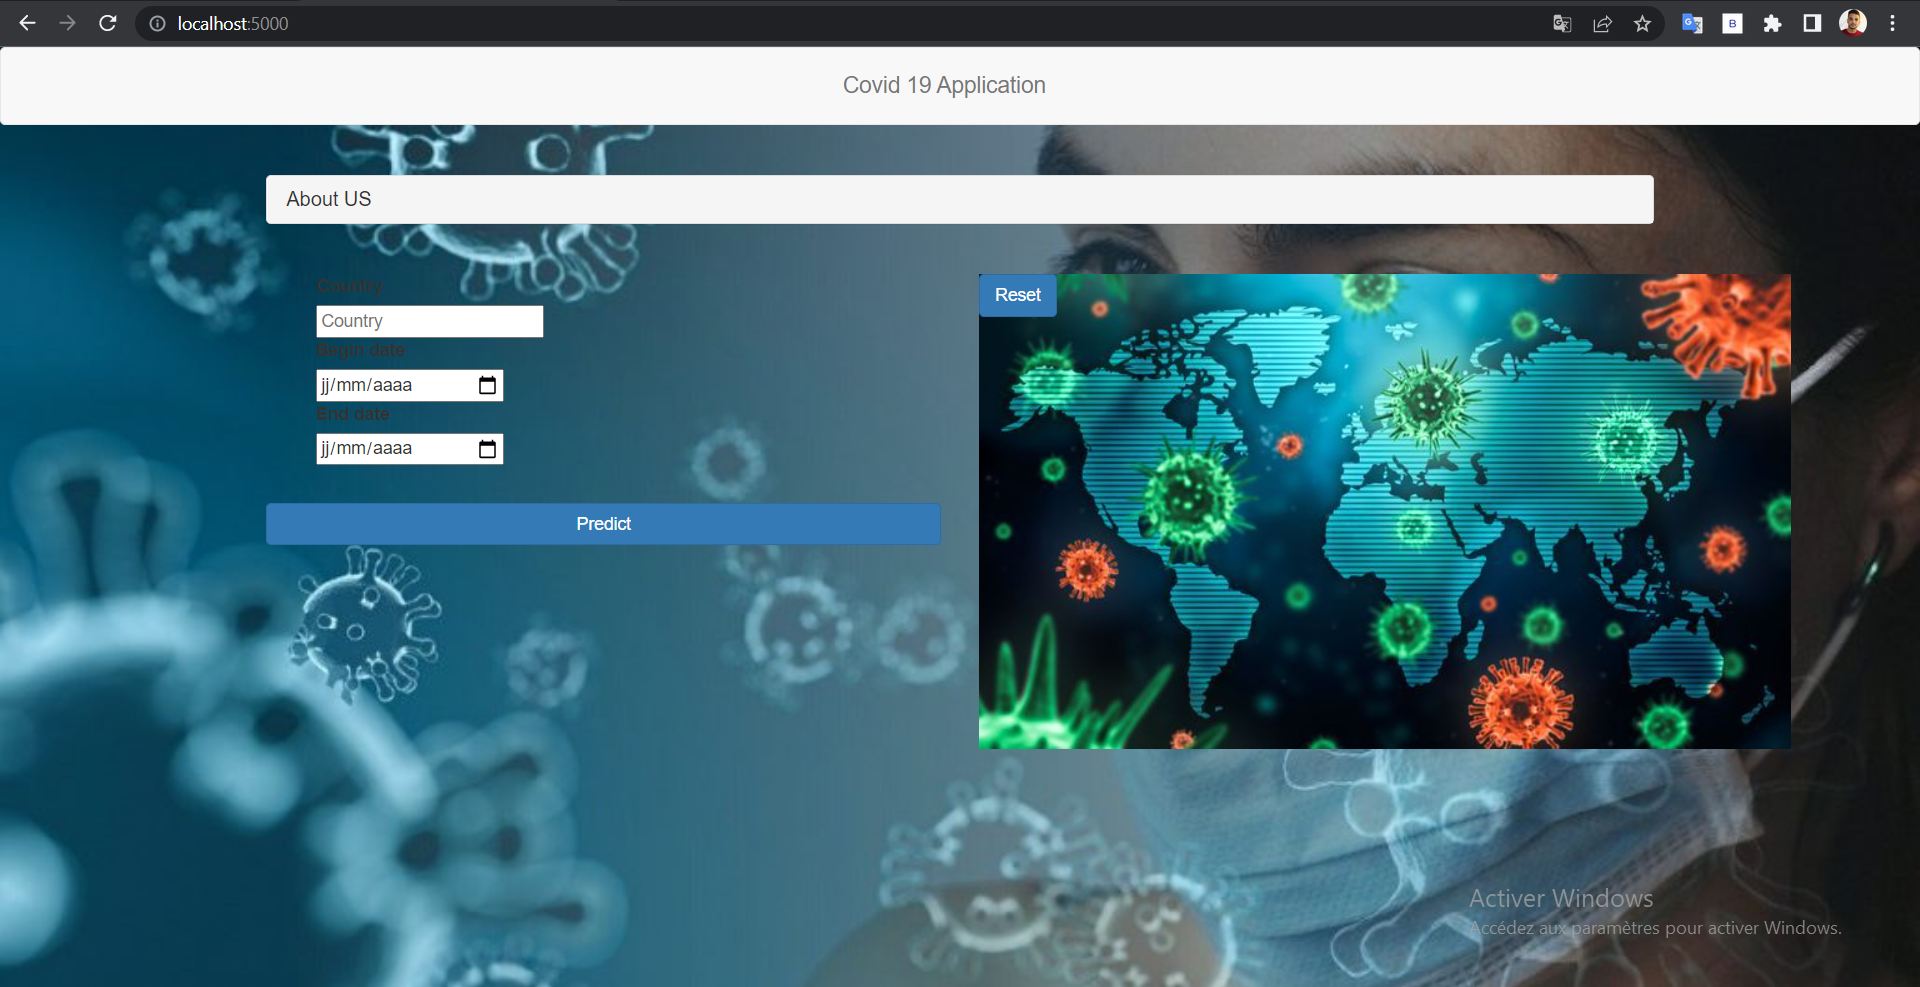 localhost:5000
Covid 19 Application
About US
Country
Country
Begin date
jj/mm/aaaa
End date
jj/mm/aaaa
Predict
Reset
Activer Windows
Accédez aux paramètres pour activer Windows.